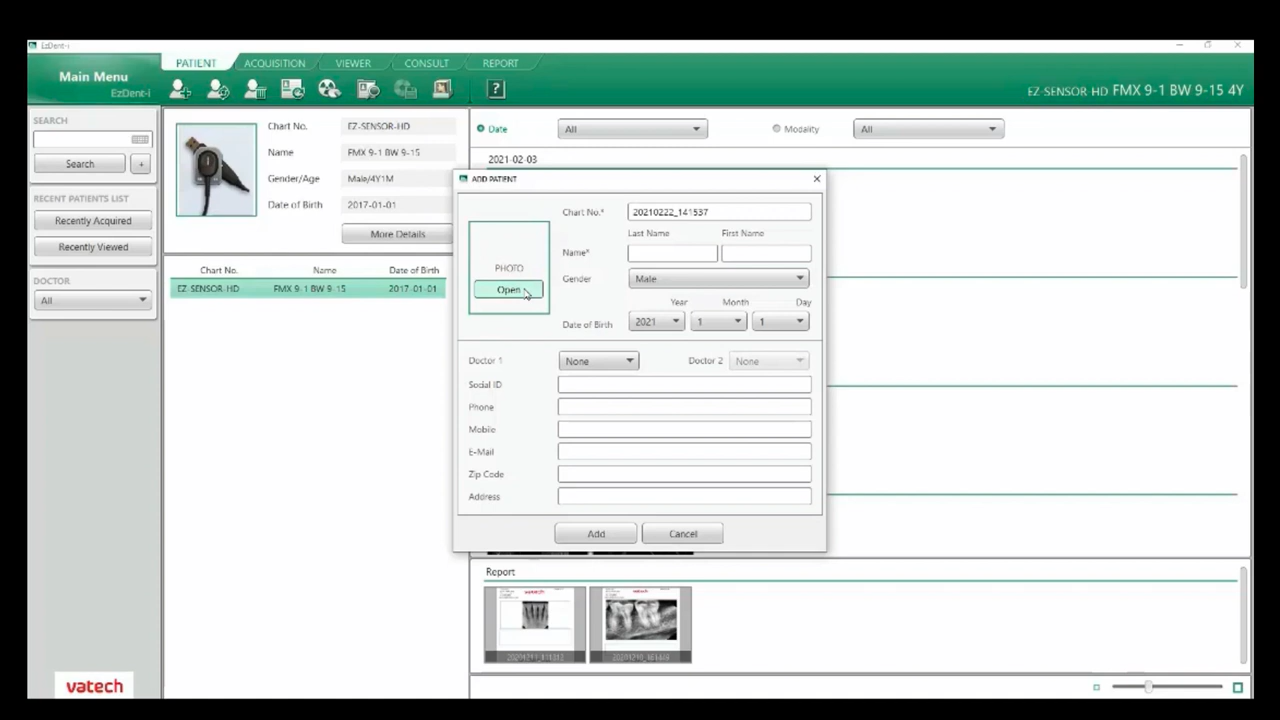 EzDent-i
Main Menu
EzDent-i
PATIENT
ACQUISITION
VIEWER
CONSULT
REPORT
?
EZ-SENSOR-HD FMX 9-1 BW 9-15 4Y
SEARCH
Search
+
RECENT PATIENTS LIST
Recently Acquired
Recently Viewed
DOCTOR
All
vatech
Chart No. EZ-SENSOR-HD
Name FMX 9-1 BW 9-15
Gender/Age Male/4Y1M
Date of Birth 2017-01-01
More Details
Chart No. Name Date of Birth
EZ-SENSOR-HD FMX 9-1 BW 9-15 2017-01-01
Date All Modality All
2021-02-03
ADD PATIENT
PHOTO
Open
Chart No.* 20210222_141537
Last Name First Name
Name*
Gender Male
Year Month Day
Date of Birth 2021 1 1
Doctor 1 None Doctor 2 None
Social ID
Phone
Mobile
E-Mail
Zip Code
Address
Add Cancel
Report
vatech vatech